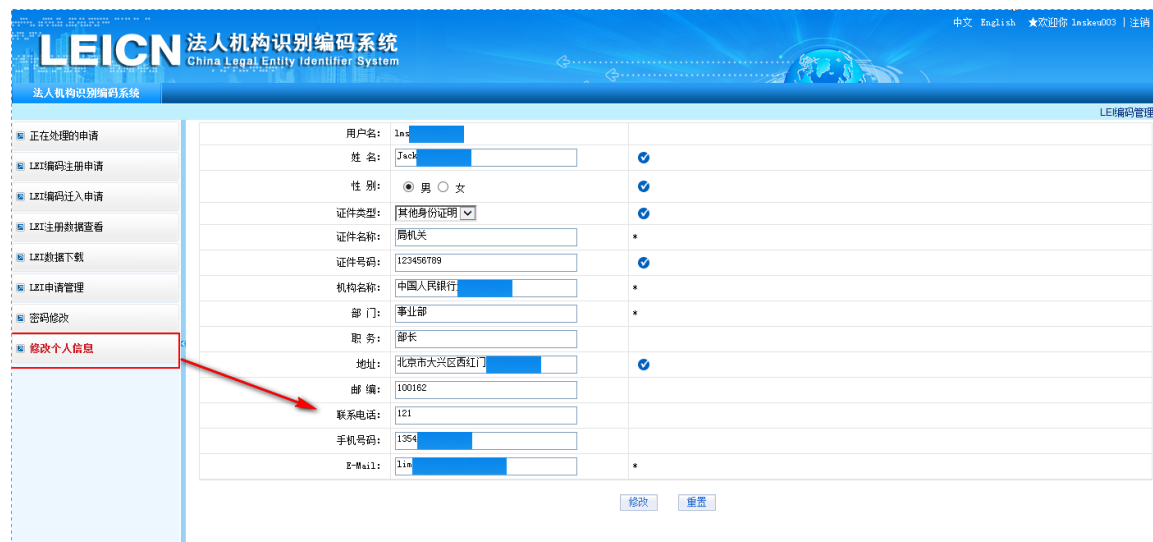 中文 English ★欢迎你 lmskeu003 | 注销
LEICN 法人机构识别编码系统
China Legal Entity Identifier System
法人机构识别编码系统
LEI编码管理
正在处理的申请
LEI编码注册申请
LEI编码迁入申请
LEI注册数据查看
LEI数据下载
LEI申请管理
密码修改
修改个人信息
用户名: lms
姓 名: Jack
性 别: 男 女
证件类型: 其他身份证明
证件名称: 局机关 *
证件号码: 123456789
机构名称: 中国人民银行 *
部 门: 事业部 *
职 务: 部长
地址: 北京市大兴区西红门
邮 编: 100162
联系电话: 121
手机号码: 1354
E-Mail: lim *
修改 重置